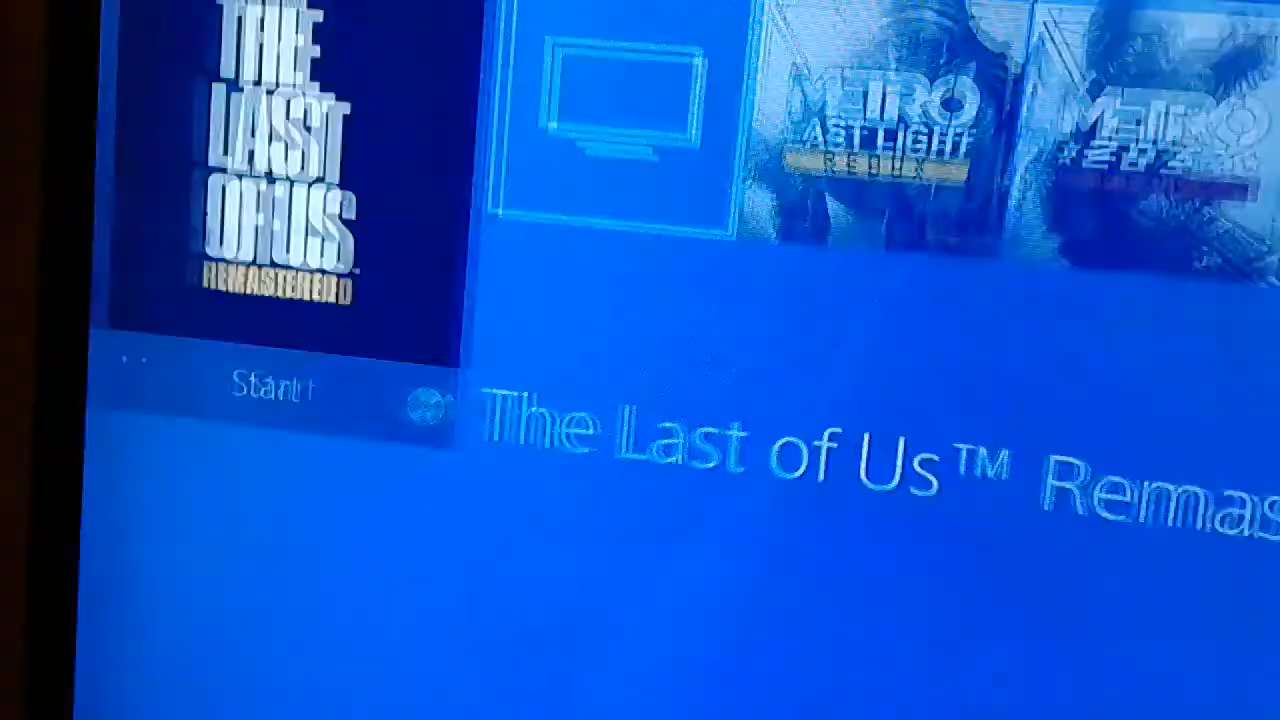 THE
LAST
OF US
REMASTERED
METRO
LAST LIGHT
REDUX
METRO
Start
The Last of Us™ Remas